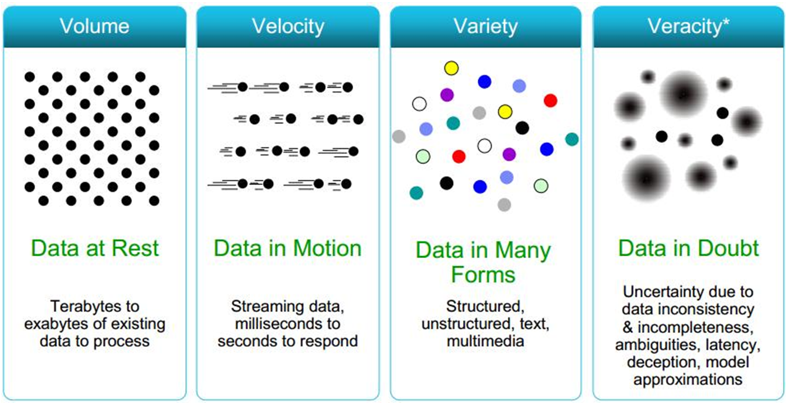 Volume
Data at Rest
Terabytes to
exabytes of existing
data to process
Velocity
Data in Motion
Streaming data,
milliseconds to
seconds to respond
Variety
Data in Many
Forms
Structured,
unstructured, text,
multimedia
Veracity*
Data in Doubt
Uncertainty due to
data inconsistency
& incompleteness,
ambiguities, latency,
deception, model
approximations